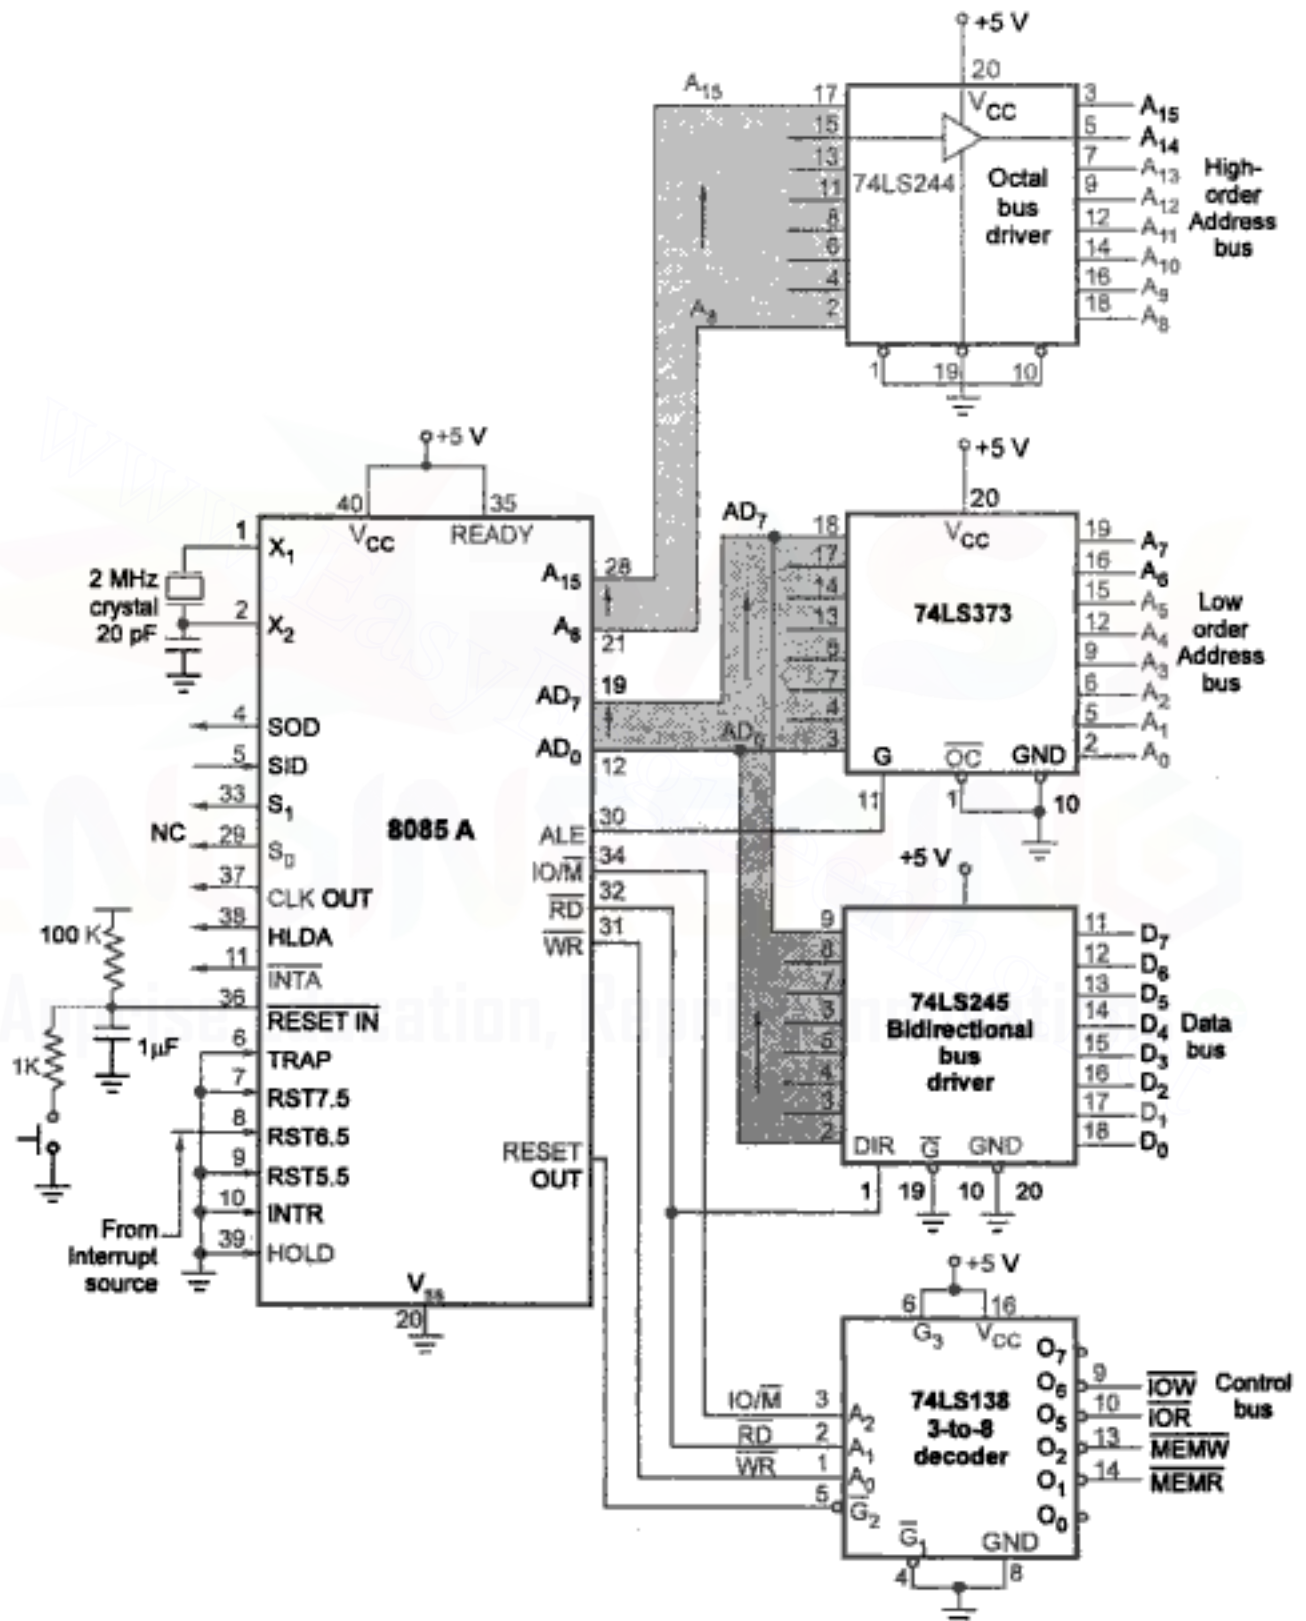 +5 V
20
VCC
A15
17
15
13
11
8
6
4
2
74LS244
Octal
bus
driver
3
5
7
9
12
14
16
18
A15
A14
A13
A12
A11
A10
A9
A8
High-
order
Address
bus
A8
1
19
10
+5 V
40
35
VCC
READY
1
X1
2 MHz
crystal
20 pF
2
X2
A15
28
A8
21
AD7
19
AD0
12
4
SOD
5
SID
33
S1
NC
29
S0
37
CLK OUT
38
HLDA
11
INTA
36
RESET IN
6
TRAP
7
RST7.5
8
RST6.5
9
RST5.5
10
INTR
39
HOLD
8085 A
ALE
30
IO/M
34
RD
32
WR
31
RESET
OUT
Vss
20
100 K
1μF
1K
From
Interrupt
source
+5 V
20
VCC
AD7
18
17
14
13
8
7
4
3
AD0
74LS373
19
16
15
12
9
6
5
2
A7
A6
A5
A4
A3
A2
A1
A0
Low
order
Address
bus
G
OC
GND
11
1
10
+5 V
9
8
7
3
5
4
3
2
74LS245
Bidirectional
bus
driver
11
12
13
14
15
16
17
18
D7
D6
D5
D4
D3
D2
D1
D0
Data
bus
DIR
G
GND
1
19
10
20
+5 V
6
16
G3
VCC
74LS138
3-to-8
decoder
IO/M
3
A2
RD
2
A1
WR
1
A0
5
G2
G1
GND
4
8
O7
O6
9
IOW
O5
10
IOR
O2
13
MEMW
O1
14
MEMR
O0
Control
bus